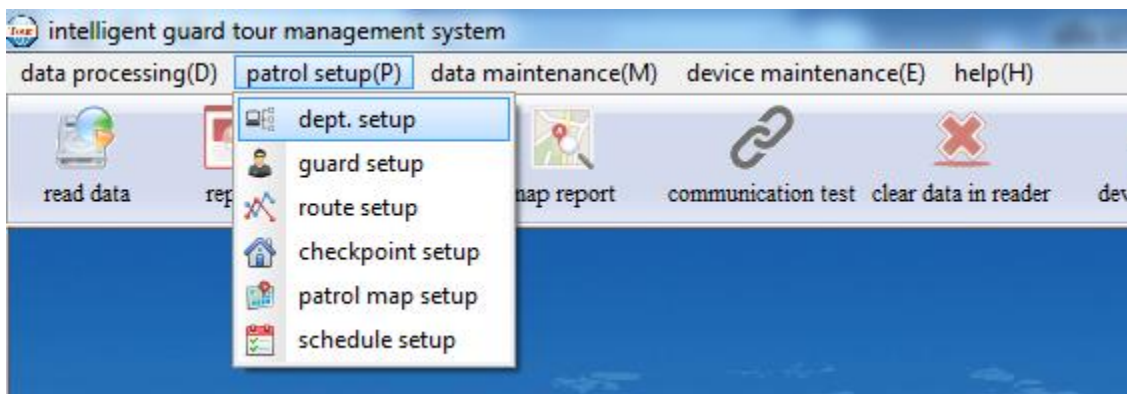 intelligent guard tour management system
data processing(D) patrol setup(P) data maintenance(M) device maintenance(E) help(H)
dept. setup
guard setup
route setup
checkpoint setup
patrol map setup
schedule setup
read data
report communication test clear data in reader